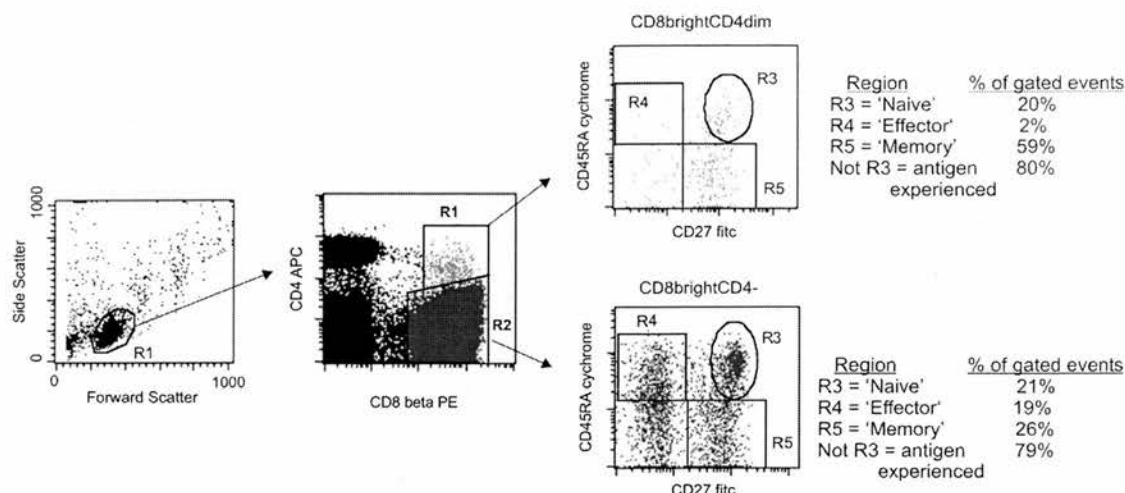 1000
Side Scatter
0
R1
0
1000
Forward Scatter
CD4 APC
R1
R2
CD8 beta PE
CD8brightCD4dim
CD45RA cychrome
R4
R3
R5
CD27 fitc
Region % of gated events
R3 = 'Naive' 20%
R4 = 'Effector' 2%
R5 = 'Memory' 59%
Not R3 = antigen 80%
experienced
CD8brightCD4-
CD45RA cychrome
R4
R3
R5
CD27 fitc
Region % of gated events
R3 = 'Naive' 21%
R4 = 'Effector' 19%
R5 = 'Memory' 26%
Not R3 = antigen 79%
experienced